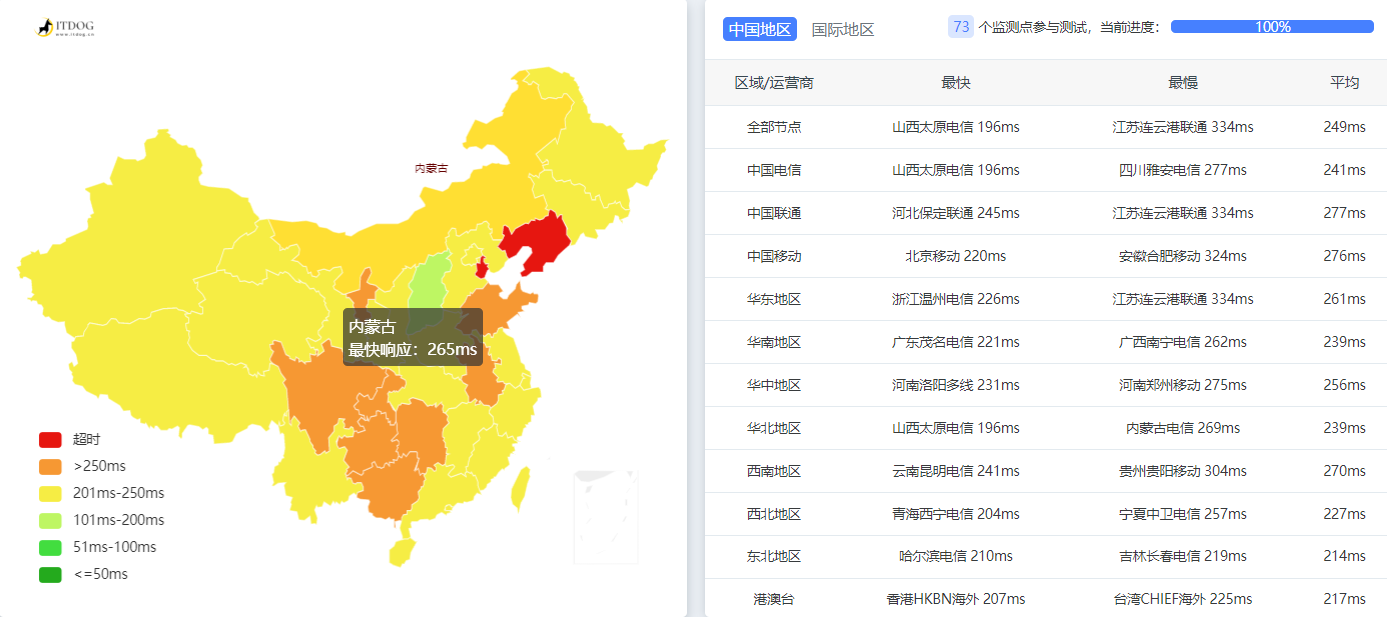 ITDOG
www.itdog.cn
内蒙古
内蒙古
最快响应：265ms
超时
>250ms
201ms-250ms
101ms-200ms
51ms-100ms
<=50ms
中国地区 国际地区 73 个监测点参与测试，当前进度： 100%
区域/运营商 最快 最慢 平均
全部节点 山西太原电信 196ms 江苏连云港联通 334ms 249ms
中国电信 山西太原电信 196ms 四川雅安电信 277ms 241ms
中国联通 河北保定联通 245ms 江苏连云港联通 334ms 277ms
中国移动 北京移动 220ms 安徽合肥移动 324ms 276ms
华东地区 浙江温州电信 226ms 江苏连云港联通 334ms 261ms
华南地区 广东茂名电信 221ms 广西南宁电信 262ms 239ms
华中地区 河南洛阳多线 231ms 河南郑州移动 275ms 256ms
华北地区 山西太原电信 196ms 内蒙古电信 269ms 239ms
西南地区 云南昆明电信 241ms 贵州贵阳移动 304ms 270ms
西北地区 青海西宁电信 204ms 宁夏中卫电信 257ms 227ms
东北地区 哈尔滨电信 210ms 吉林长春电信 219ms 214ms
港澳台 香港HKBN海外 207ms 台湾CHIEF海外 225ms 217ms